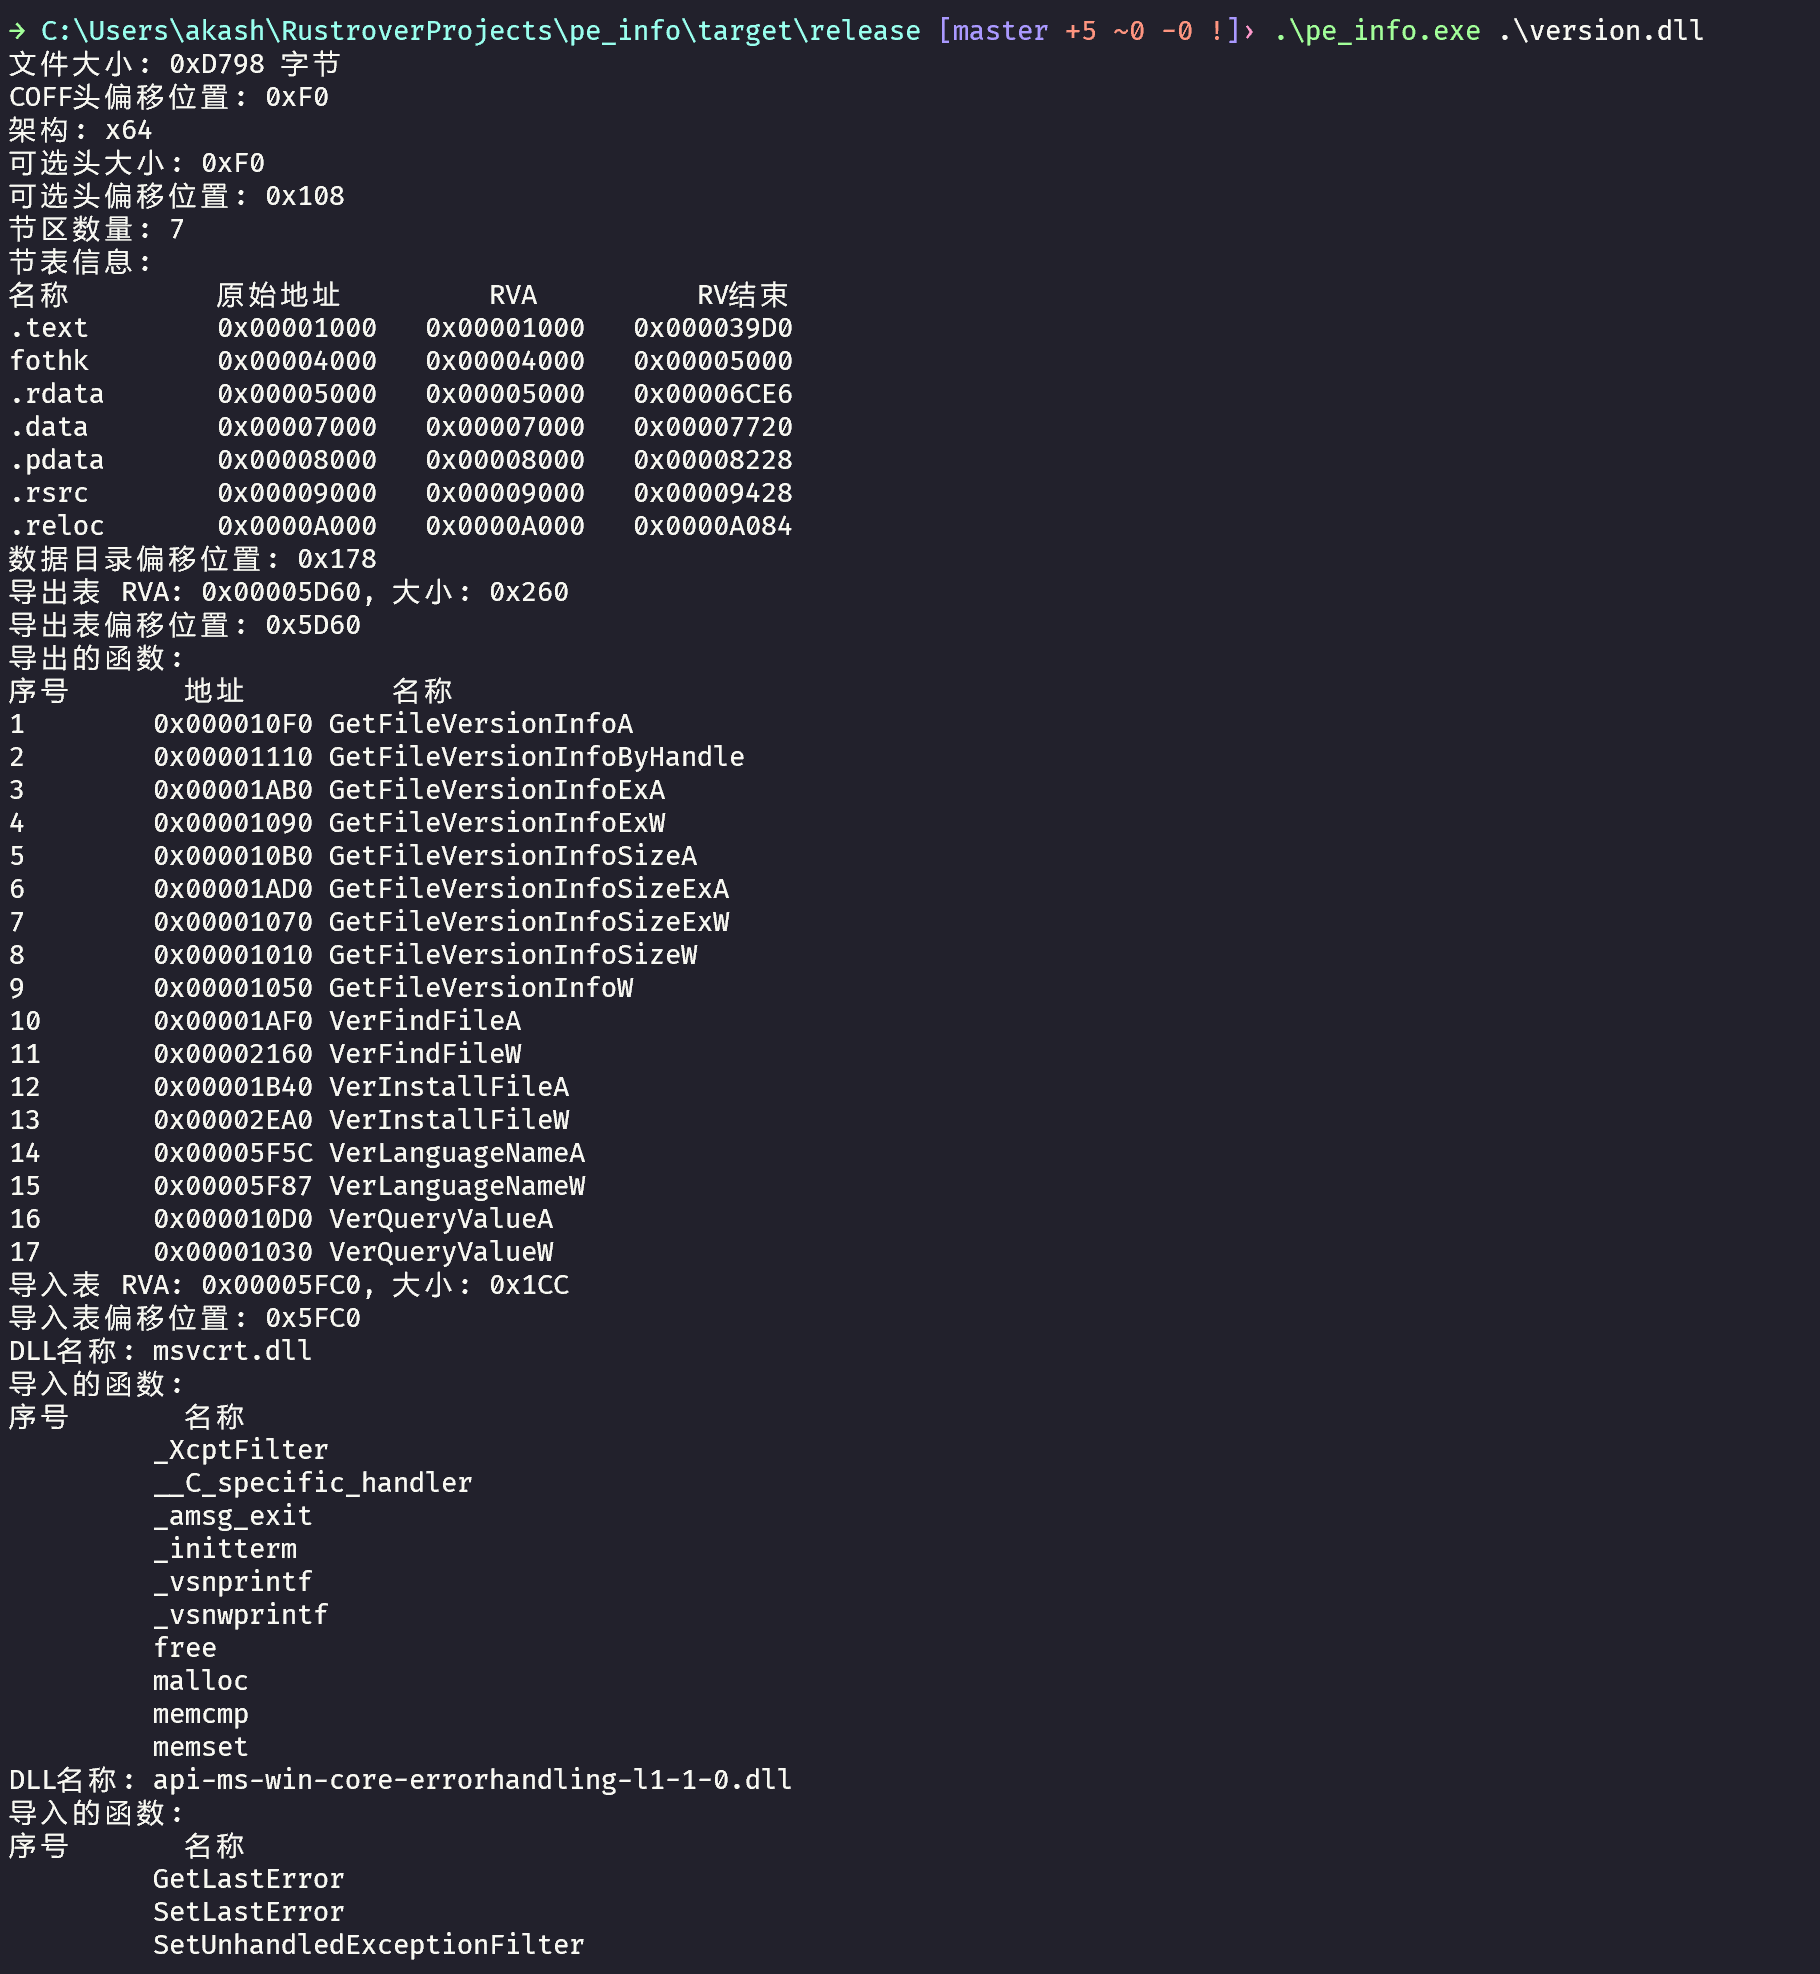 → C:\Users\akash\RustroverProjects\pe_info\target\release [master +5 ~0 -0 !]› .\pe_info.exe .\version.dll
文件大小: 0xD798 字节
COFF头偏移位置: 0xF0
架构: x64
可选头大小: 0xF0
可选头偏移位置: 0x108
节区数量: 7
节表信息:
名称 原始地址 RVA RV结束
.text 0x00001000 0x00001000 0x000039D0
fothk 0x00004000 0x00004000 0x00005000
.rdata 0x00005000 0x00005000 0x00006CE6
.data 0x00007000 0x00007000 0x00007720
.pdata 0x00008000 0x00008000 0x00008228
.rsrc 0x00009000 0x00009000 0x00009428
.reloc 0x0000A000 0x0000A000 0x0000A084
数据目录偏移位置: 0x178
导出表 RVA: 0x00005D60, 大小: 0x260
导出表偏移位置: 0x5D60
导出的函数:
序号 地址 名称
1 0x000010F0 GetFileVersionInfoA
2 0x00001110 GetFileVersionInfoByHandle
3 0x00001AB0 GetFileVersionInfoExA
4 0x00001090 GetFileVersionInfoExW
5 0x000010B0 GetFileVersionInfoSizeA
6 0x00001AD0 GetFileVersionInfoSizeExA
7 0x00001070 GetFileVersionInfoSizeExW
8 0x00001010 GetFileVersionInfoSizeW
9 0x00001050 GetFileVersionInfoW
10 0x00001AF0 VerFindFileA
11 0x00002160 VerFindFileW
12 0x00001B40 VerInstallFileA
13 0x00002EA0 VerInstallFileW
14 0x00005F5C VerLanguageNameA
15 0x00005F87 VerLanguageNameW
16 0x000010D0 VerQueryValueA
17 0x00001030 VerQueryValueW
导入表 RVA: 0x00005FC0, 大小: 0x1CC
导入表偏移位置: 0x5FC0
DLL名称: msvcrt.dll
导入的函数:
序号 名称
_XcptFilter
__C_specific_handler
_amsg_exit
_initterm
_vsnprintf
_vsnwprintf
free
malloc
memcmp
memset
DLL名称: api-ms-win-core-errorhandling-l1-1-0.dll
导入的函数:
序号 名称
GetLastError
SetLastError
SetUnhandledExceptionFilter